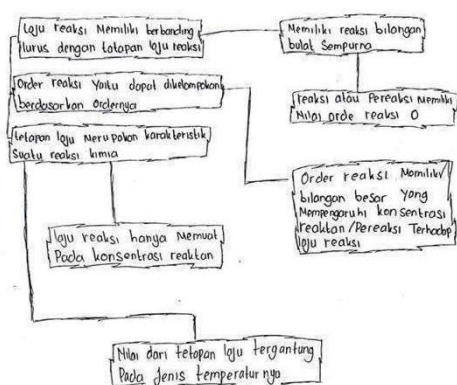 Laju reaksi Memiliki berbanding
lurus dengan tetapan laju reaksi
Memiliki reaksi bilangan
bulat Sempurna
Order reaksi Yaitu dapat dikelompokan
berdasarkan ordernya
reaksi atau Pereaksi Memiliki
Nilai orde reaksi 0
tetapan laju Merupakan karakteristik
Suatu reaksi kimia
Order reaksi Memiliki
bilangan besar Yang
Mempengaruhi konsentrasi
reaktan/Pereaksi Terhadap
laju reaksi
laju reaksi hanya Memuat
Pada konsentrasi reaktan
Nilai dari tetapan laju tergantung
Pada Jenis temperaturnya